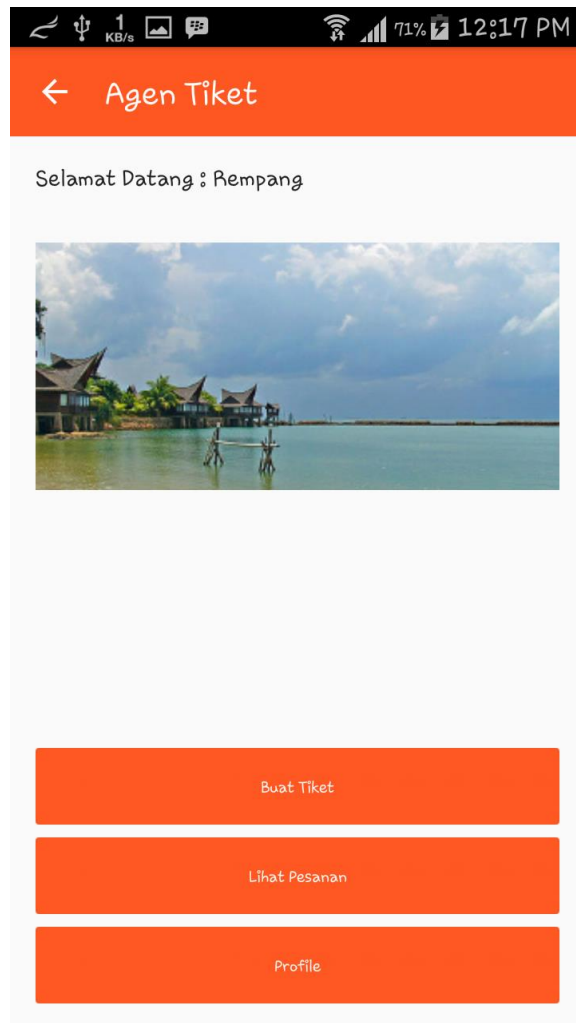 1
KB/s
71%
12:17 PM
Agen Tiket
Selamat Datang : Rempang
Buat Tiket
Lihat Pesanan
Profile